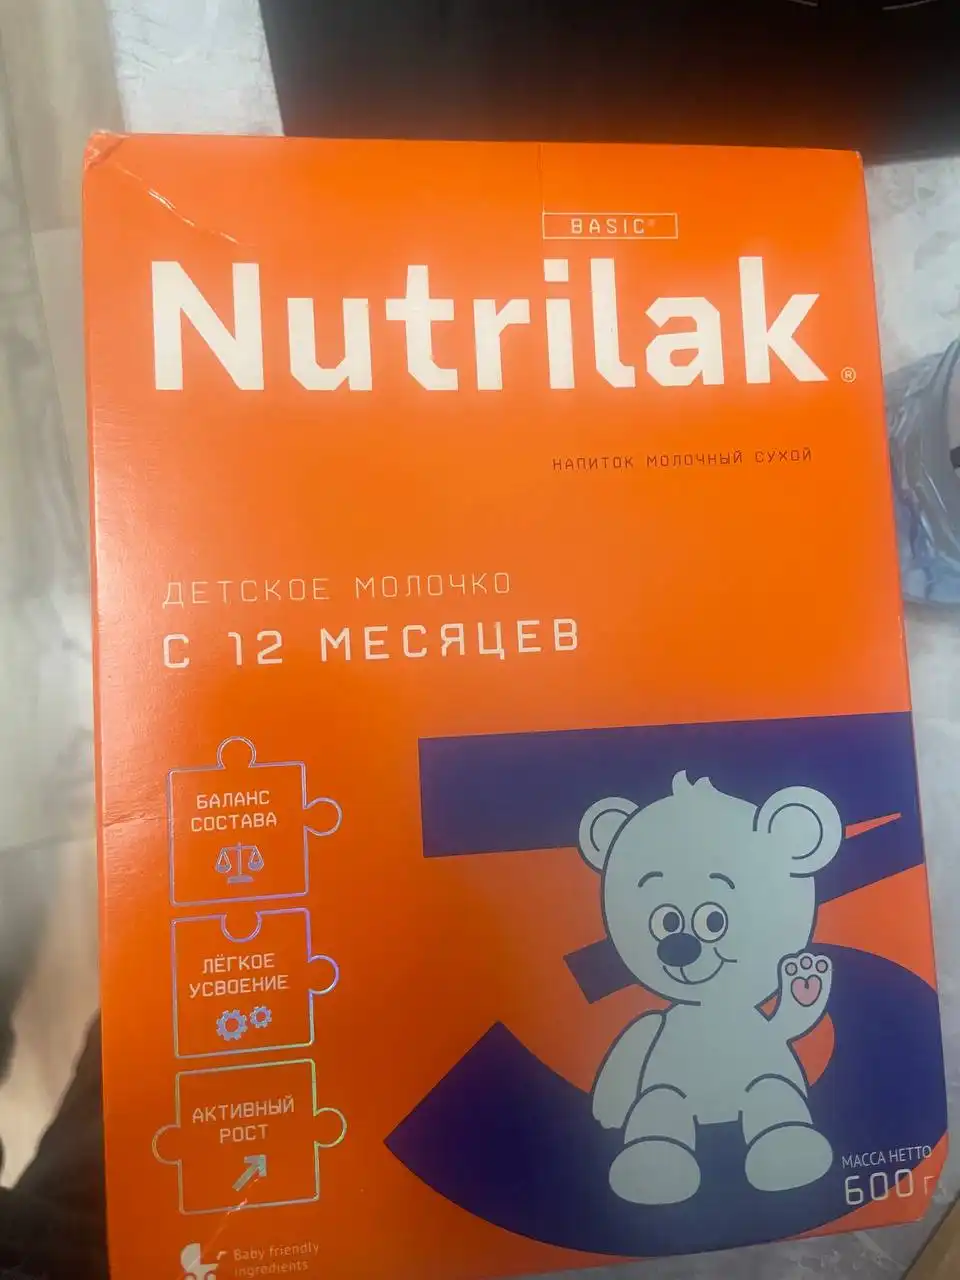 BASIC®
Nutrilak®
НАПИТОК МОЛОЧНЫЙ СУХОЙ
ДЕТСКОЕ МОЛОЧКО
С 12 МЕСЯЦЕВ
БАЛАНС
СОСТАВА
ЛЁГКОЕ
УСВОЕНИЕ
АКТИВНЫЙ
РОСТ
3
МАССА НЕТТО
600 г
Baby friendly
ingredients